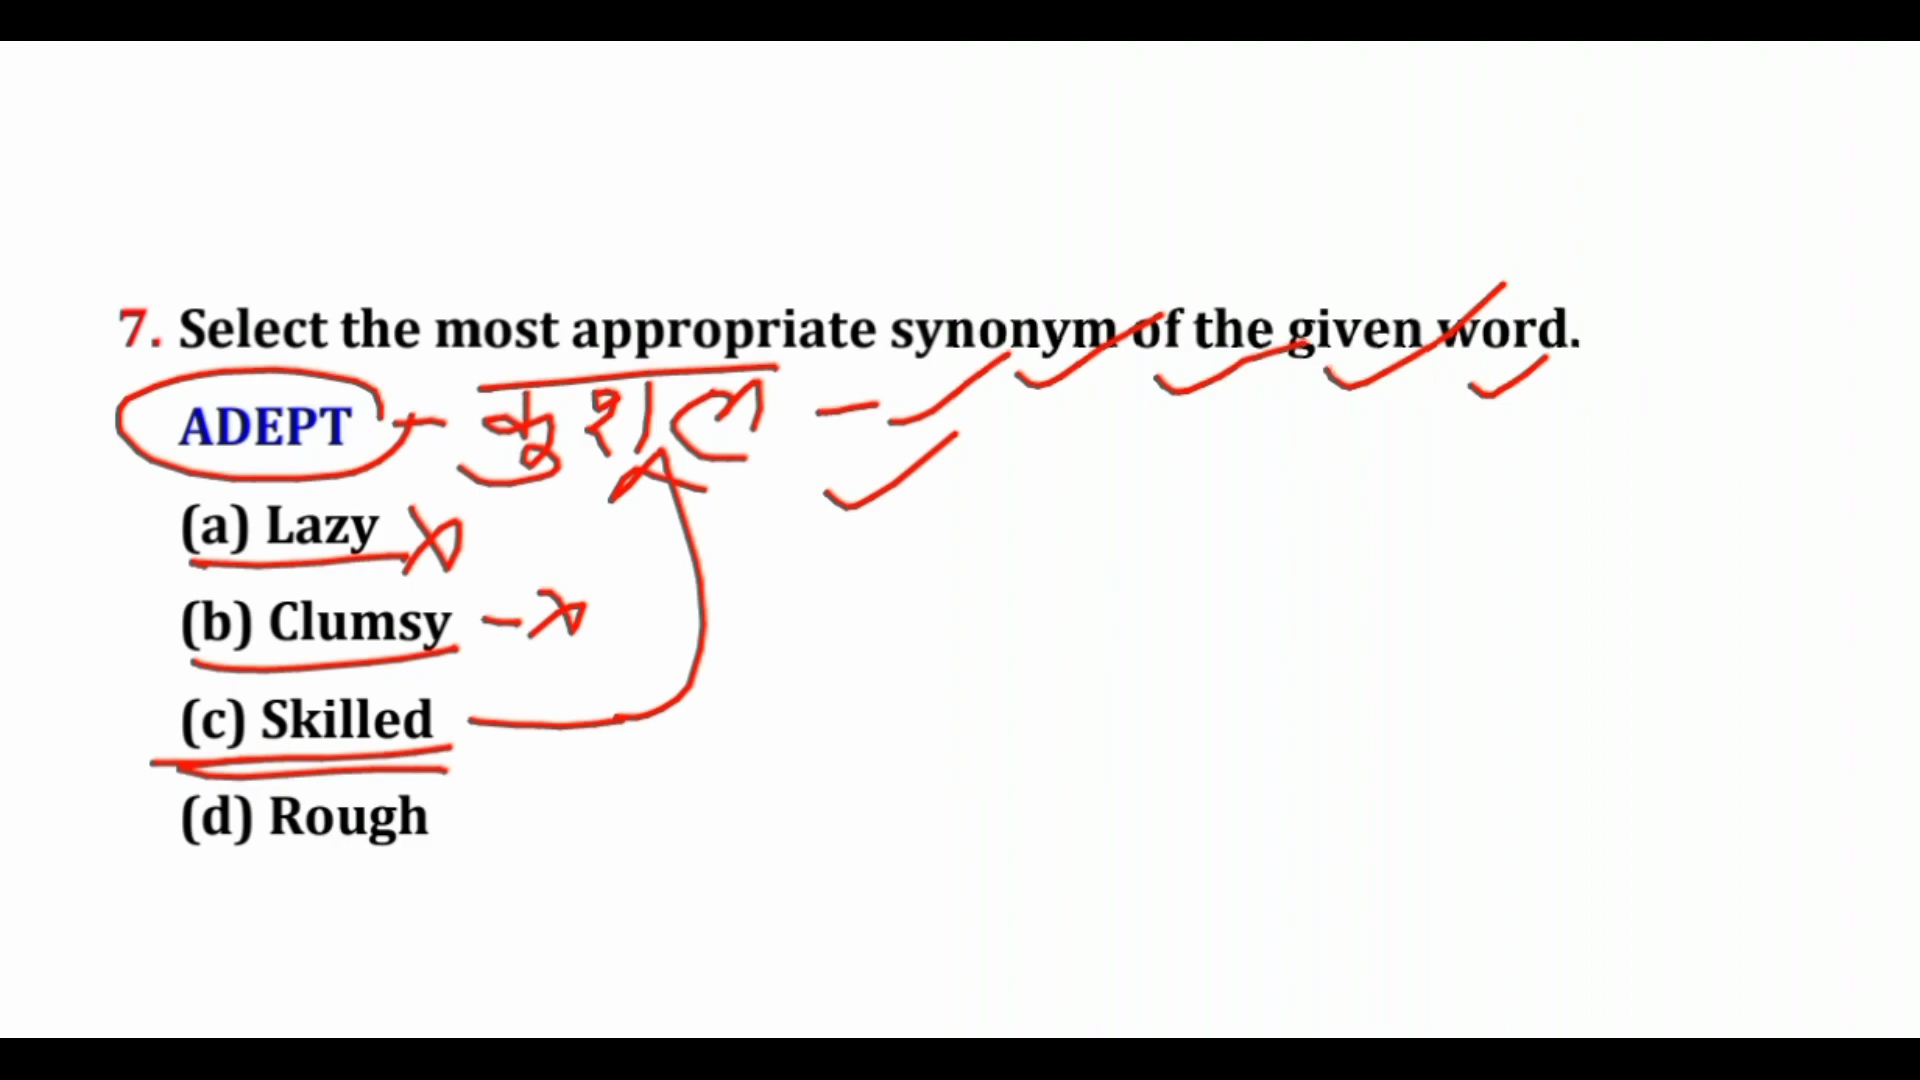 7. Select the most appropriate synonym of the given word.
ADEPT - कुशल -
(a) Lazy
(b) Clumsy -
(c) Skilled
(d) Rough